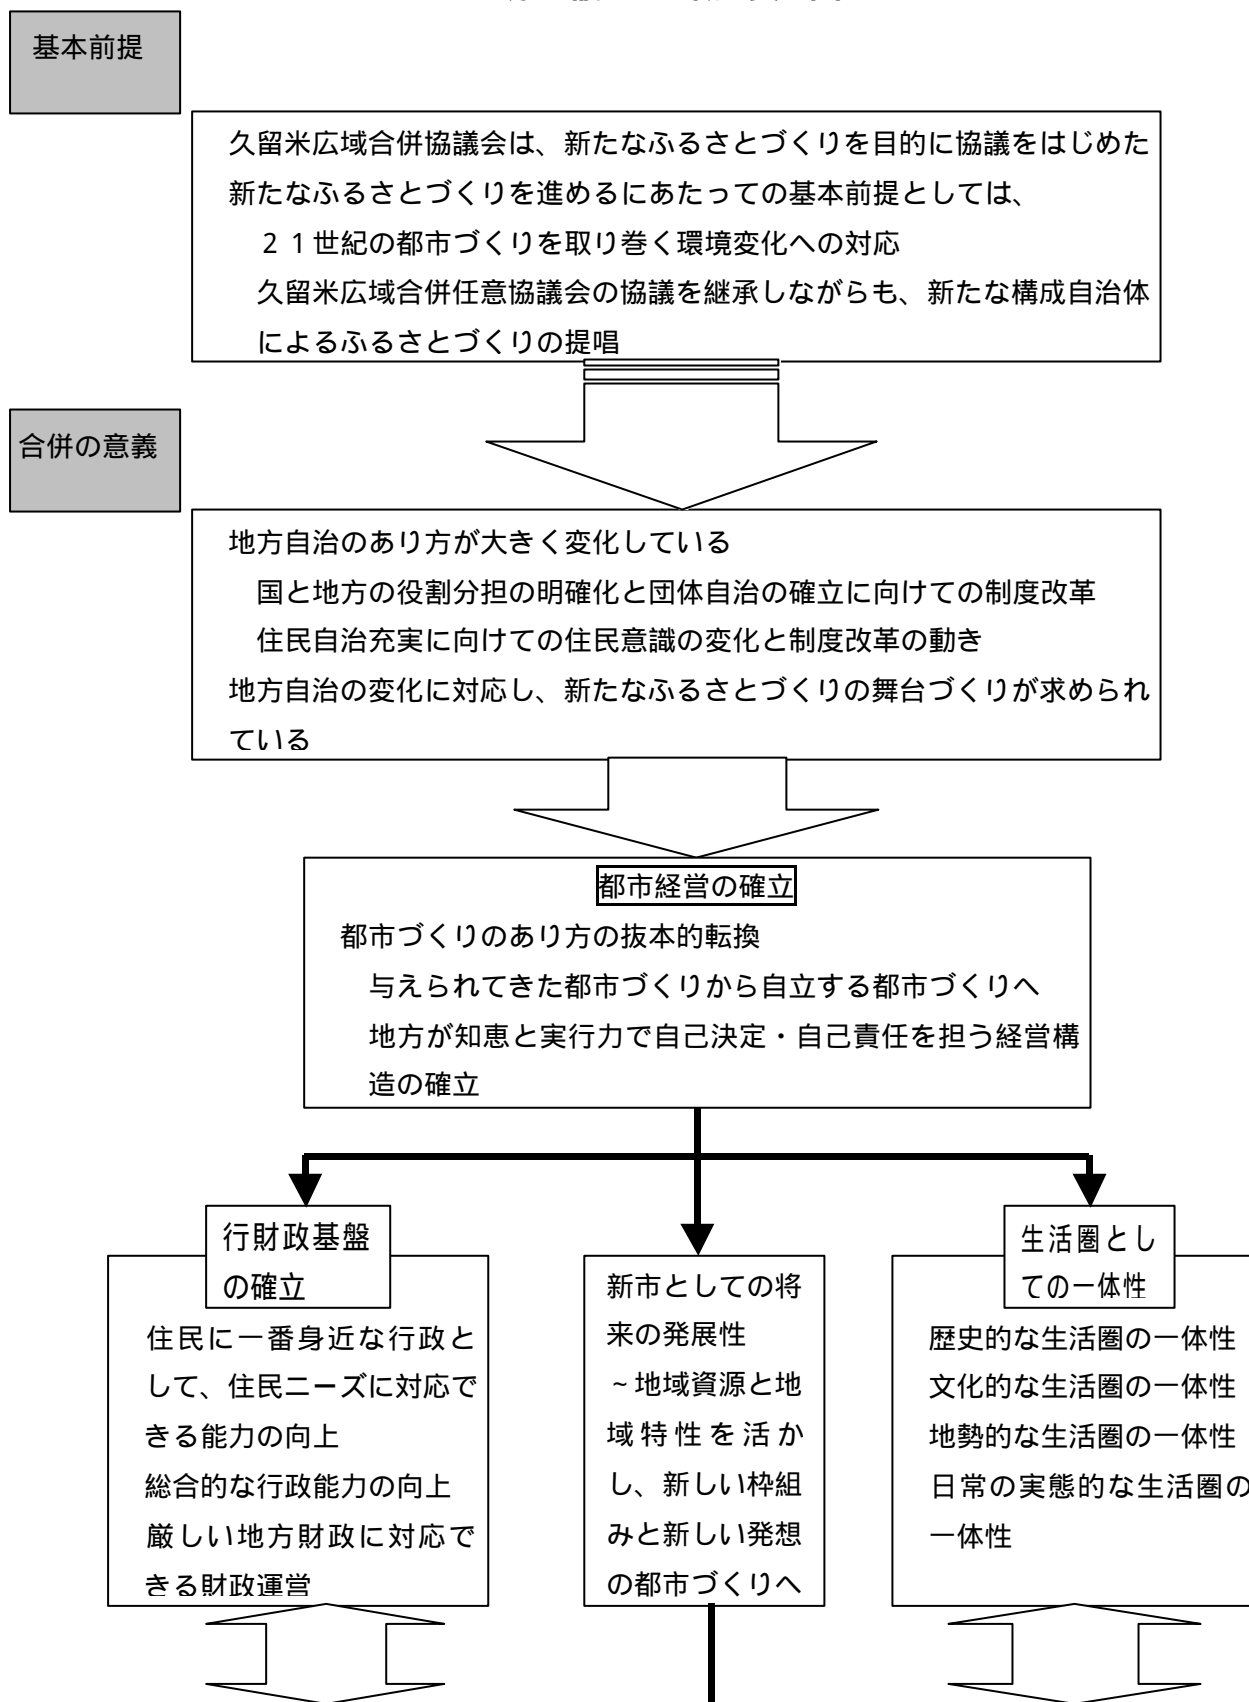 基本前提
久留米広域合併協議会は、新たなふるさとづくりを目的に協議をはじめた
新たなふるさとづくりを進めるにあたっての基本前提としては、
２１世紀の都市づくりを取り巻く環境変化への対応
久留米広域合併任意協議会の協議を継承しながらも、新たな構成自治体
によるふるさとづくりの提唱
合併の意義
地方自治のあり方が大きく変化している
国と地方の役割分担の明確化と団体自治の確立に向けての制度改革
住民自治充実に向けての住民意識の変化と制度改革の動き
地方自治の変化に対応し、新たなふるさとづくりの舞台づくりが求められ
ている
都市経営の確立
都市づくりのあり方の抜本的転換
与えられてきた都市づくりから自立する都市づくりへ
地方が知恵と実行力で自己決定・自己責任を担う経営構
造の確立
行財政基盤
の確立
住民に一番身近な行政と
して、住民ニーズに対応で
きる能力の向上
総合的な行政能力の向上
厳しい地方財政に対応で
きる財政運営
新市としての将
来の発展性
～地域資源と地
域特性を活か
し、新しい枠組
みと新しい発想
の都市づくりへ
生活圏とし
ての一体性
歴史的な生活圏の一体性
文化的な生活圏の一体性
地勢的な生活圏の一体性
日常の実態的な生活圏の
一体性